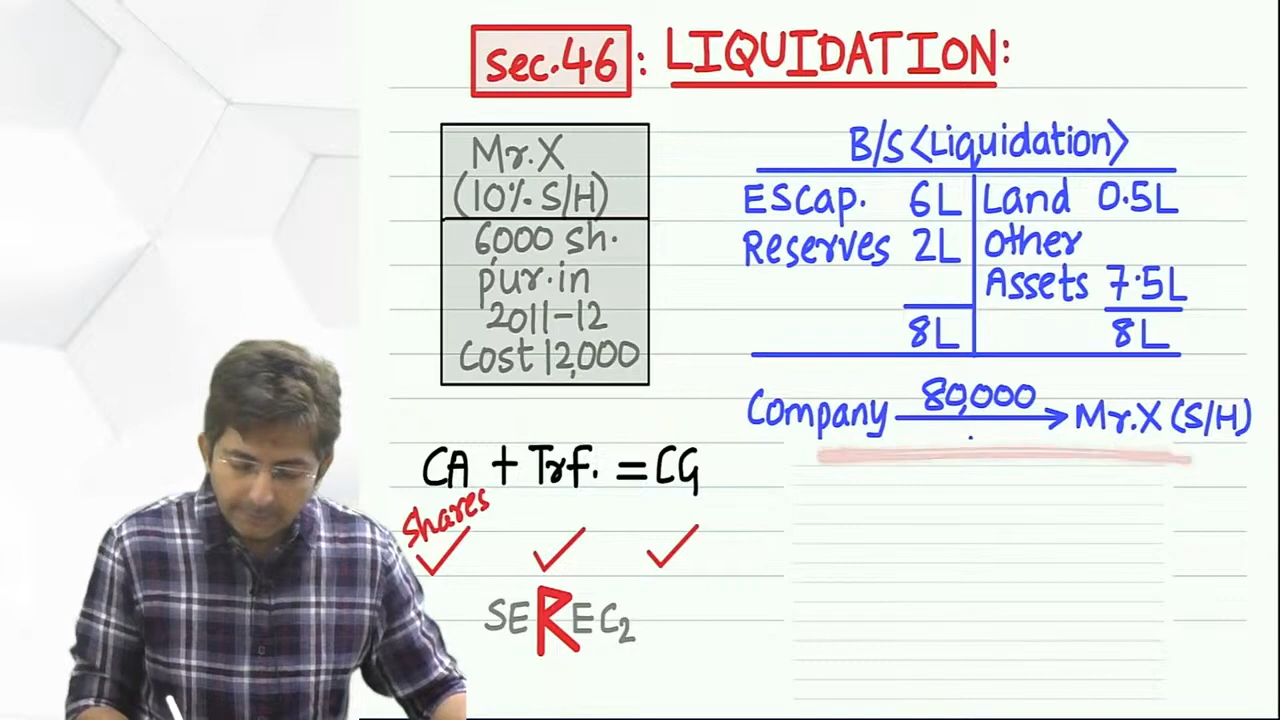 sec.46 : LIQUIDATION:
Mr.X
(10% S/H)
6000 sh.
pur.in
2011-12
Cost 12,000
B/S <Liquidation>
EScap. 6L Land 0.5L
Reserves 2L Other
Assets 7.5L
8L 8L
Company 80,000 Mr.X (S/H)
CA + Trf. = CG
Shares
SEREC2